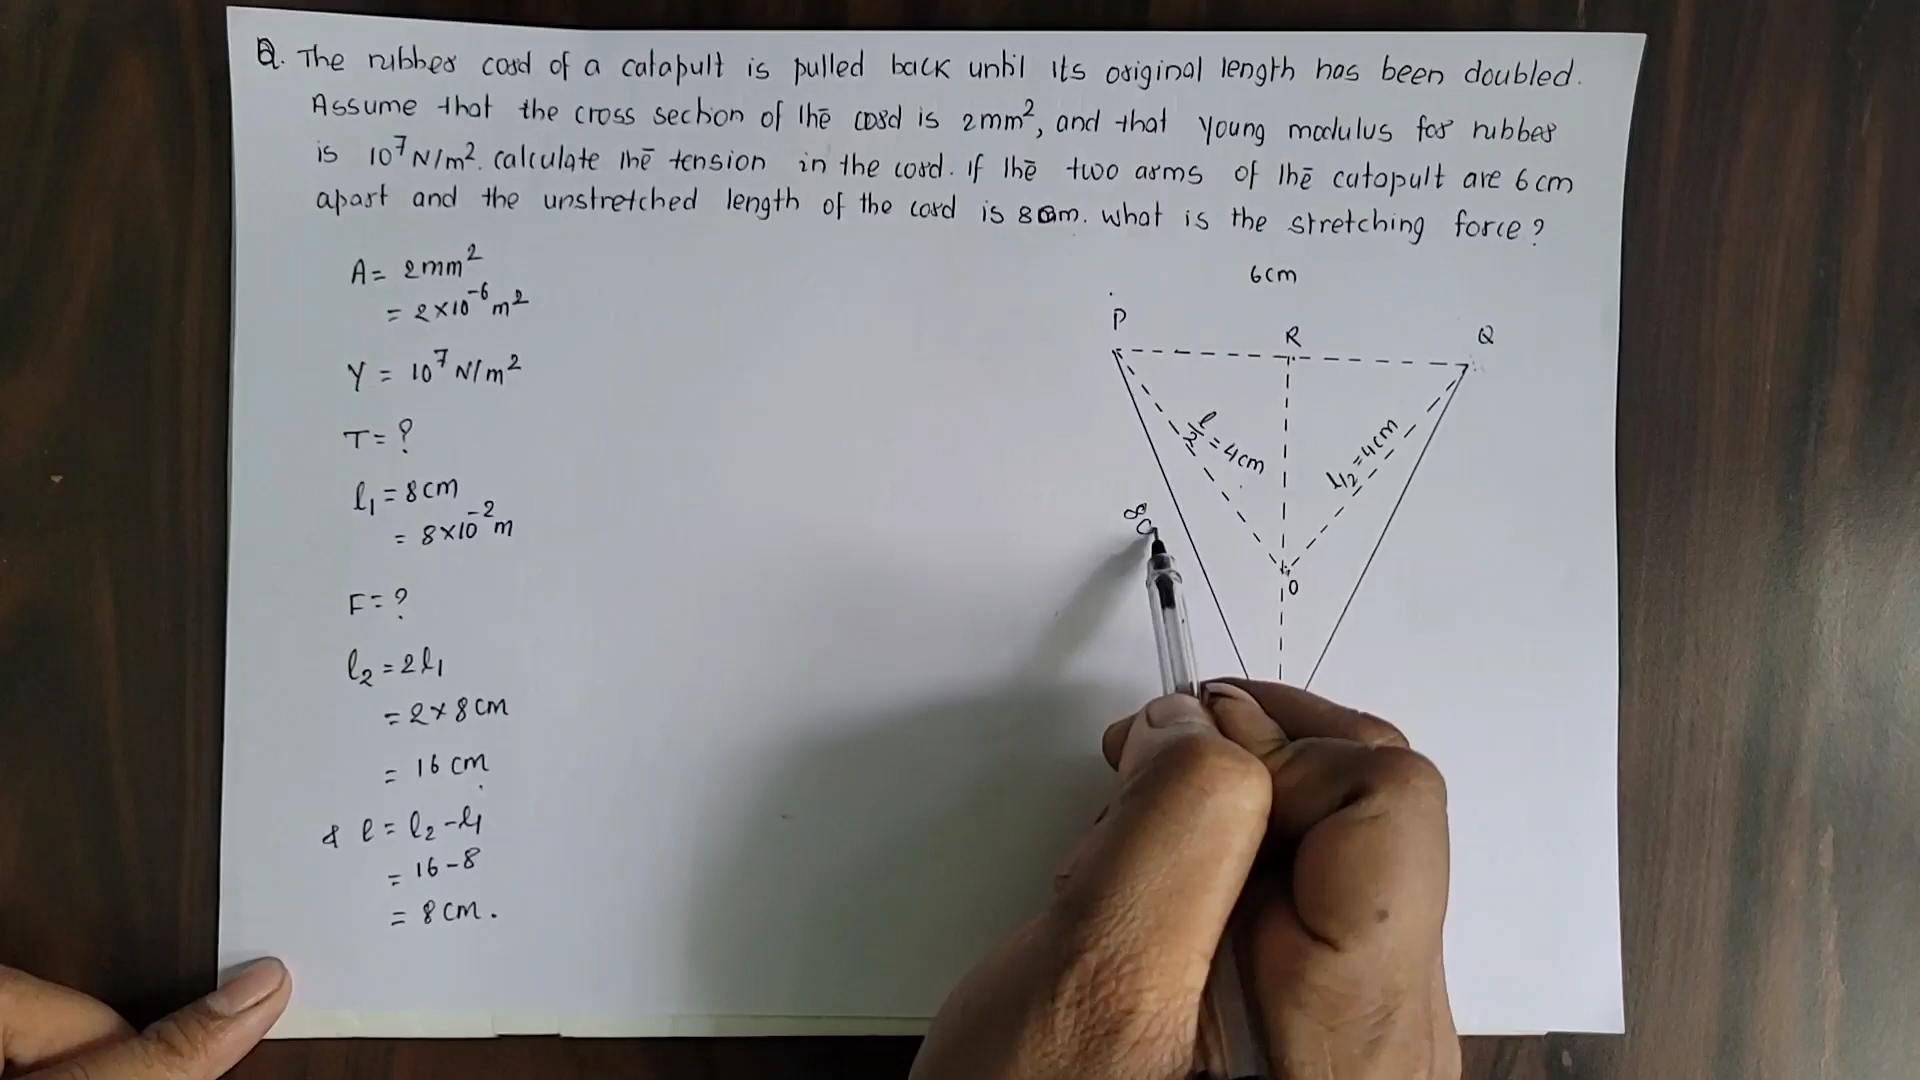 Q. The rubber cord of a catapult is pulled back until its original length has been doubled.
Assume that the cross section of the cord is 2mm², and that young modulus for rubber
is 10⁷ N/m². calculate the tension in the cord. If the two arms of the catapult are 6cm
apart and the unstretched length of the cord is 8cm. what is the stretching force?
A = 2mm²
= 2×10⁻⁶ m²
Y = 10⁷ N/m²
T = ?
l₁ = 8cm
= 8×10⁻² m
F = ?
l₂ = 2l₁
= 2×8cm
= 16 cm
& l = l₂-l₁
= 16-8
= 8cm.
6cm
P
R
Q
l/2 = 4cm
l/2 = 4cm
8c
O